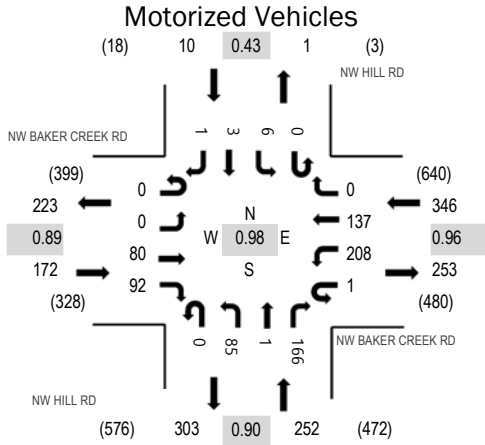 Motorized Vehicles
(18) 10 0.43 1 (3)
NW HILL RD
NW BAKER CREEK RD
1 3 6 0
(399) (640)
0 0
223 346
0 N 137
0.89 W 0.98 E 0.96
80 S 208
172 253
92 1
(328) (480)
0 85 1 166
NW BAKER CREEK RD
NW HILL RD
(576) 303 0.90 252 (472)